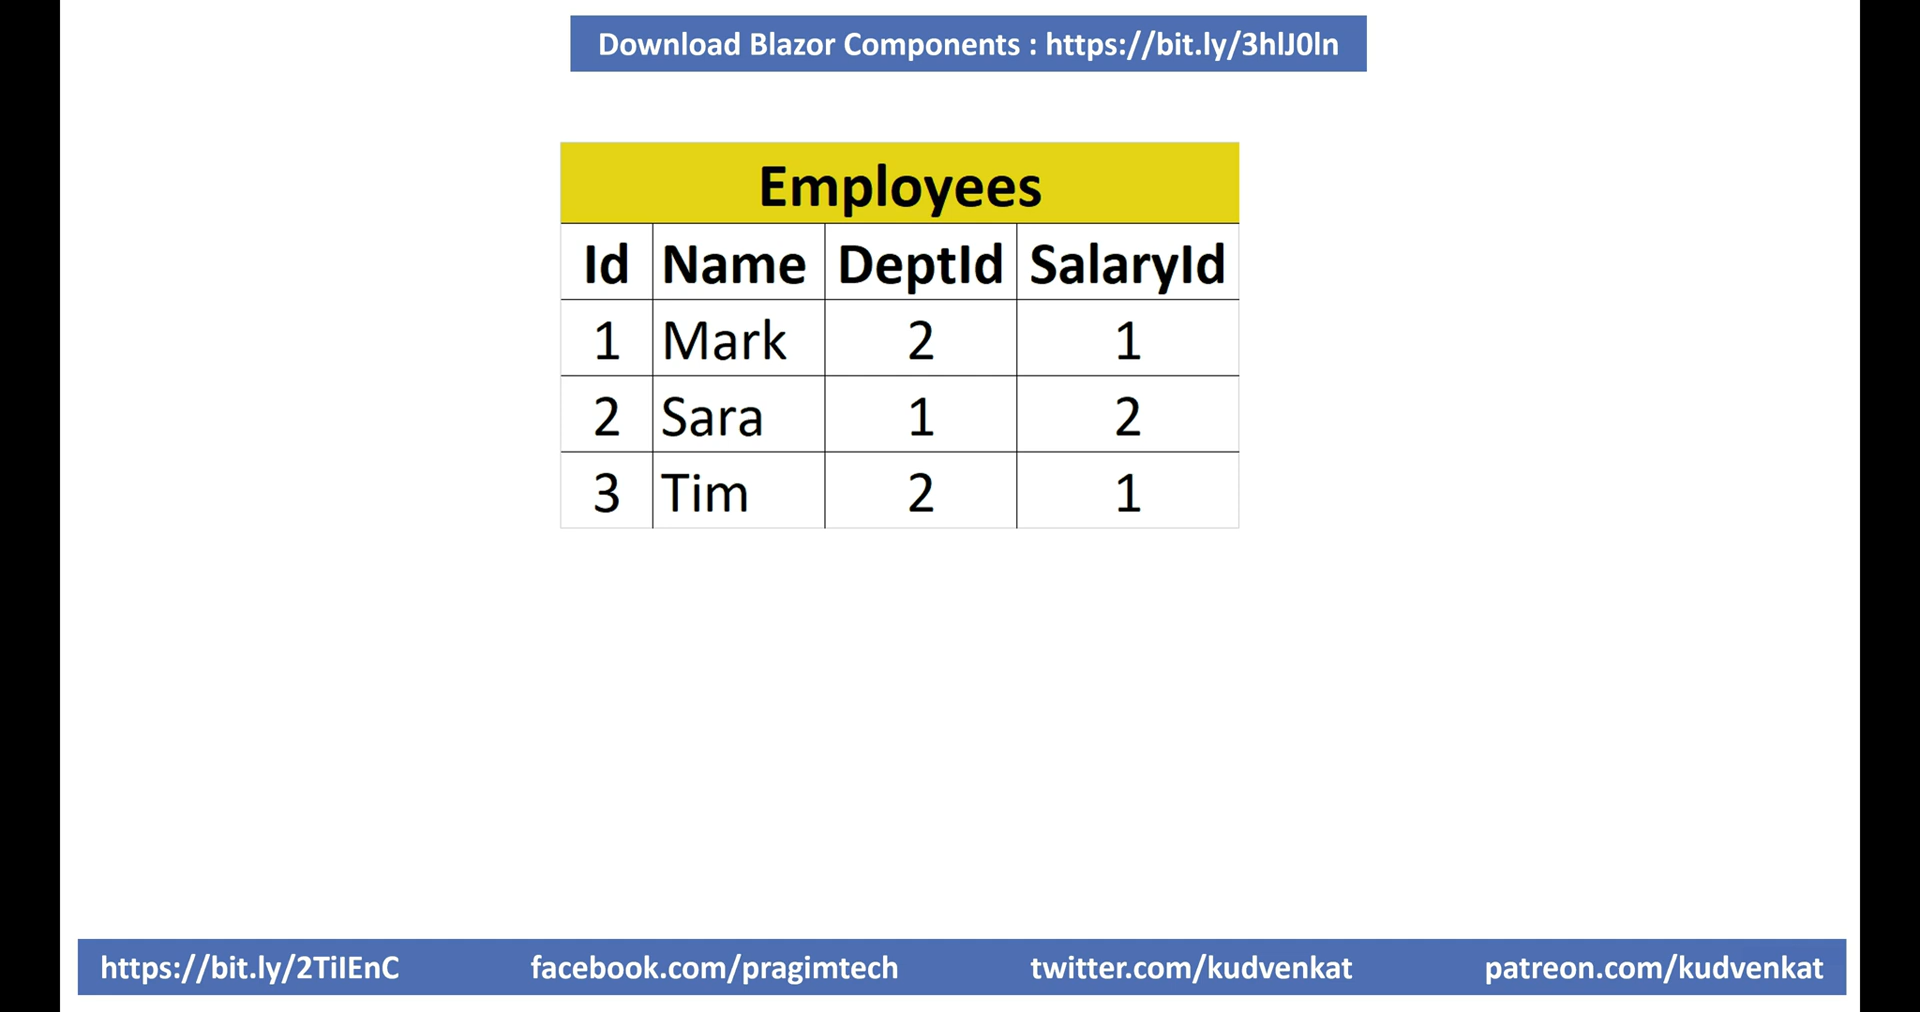 Download Blazor Components : https://bit.ly/3hlJ0ln
Employees
Id Name DeptId SalaryId
1 Mark 2 1
2 Sara 1 2
3 Tim 2 1
https://bit.ly/2TiIEnC facebook.com/pragimtech twitter.com/kudvenkat patreon.com/kudvenkat